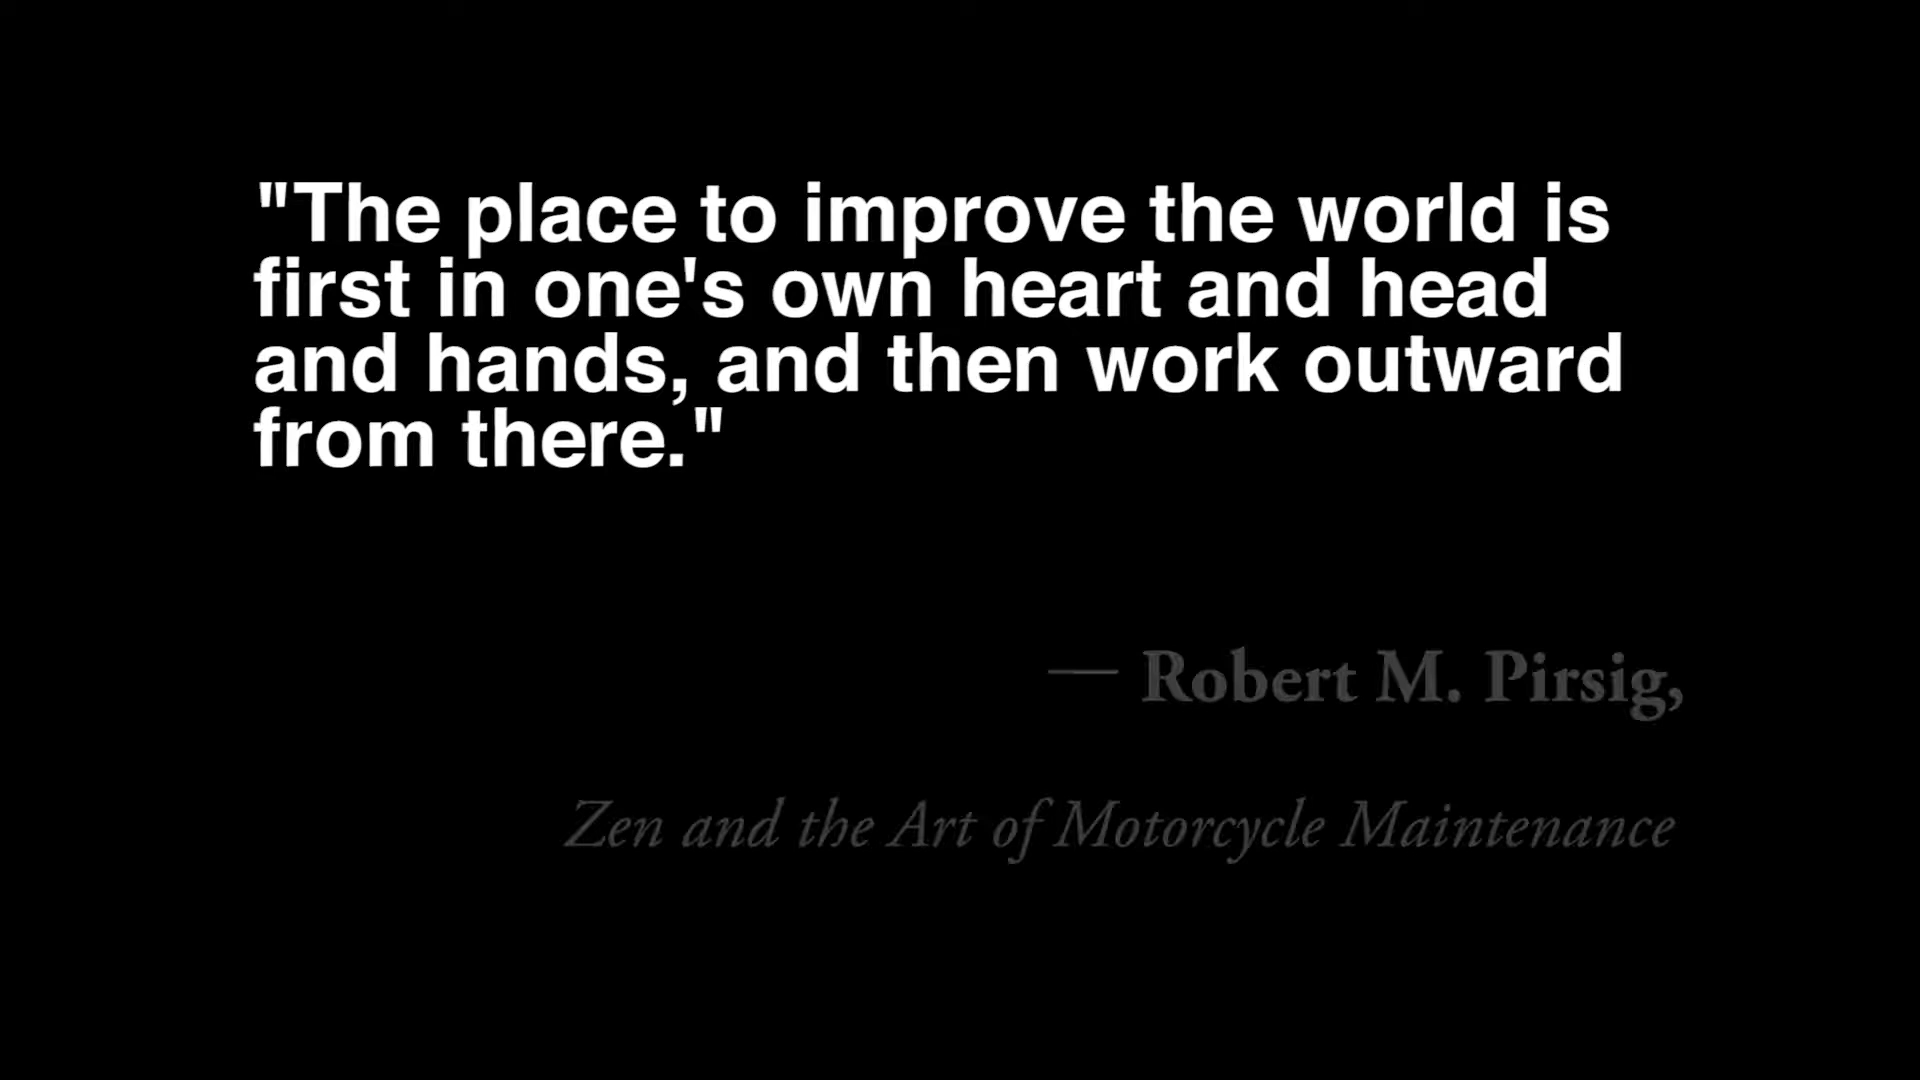 "The place to improve the world is
first in one's own heart and head
and hands, and then work outward
from there."
— Robert M. Pirsig,
Zen and the Art of Motorcycle Maintenance